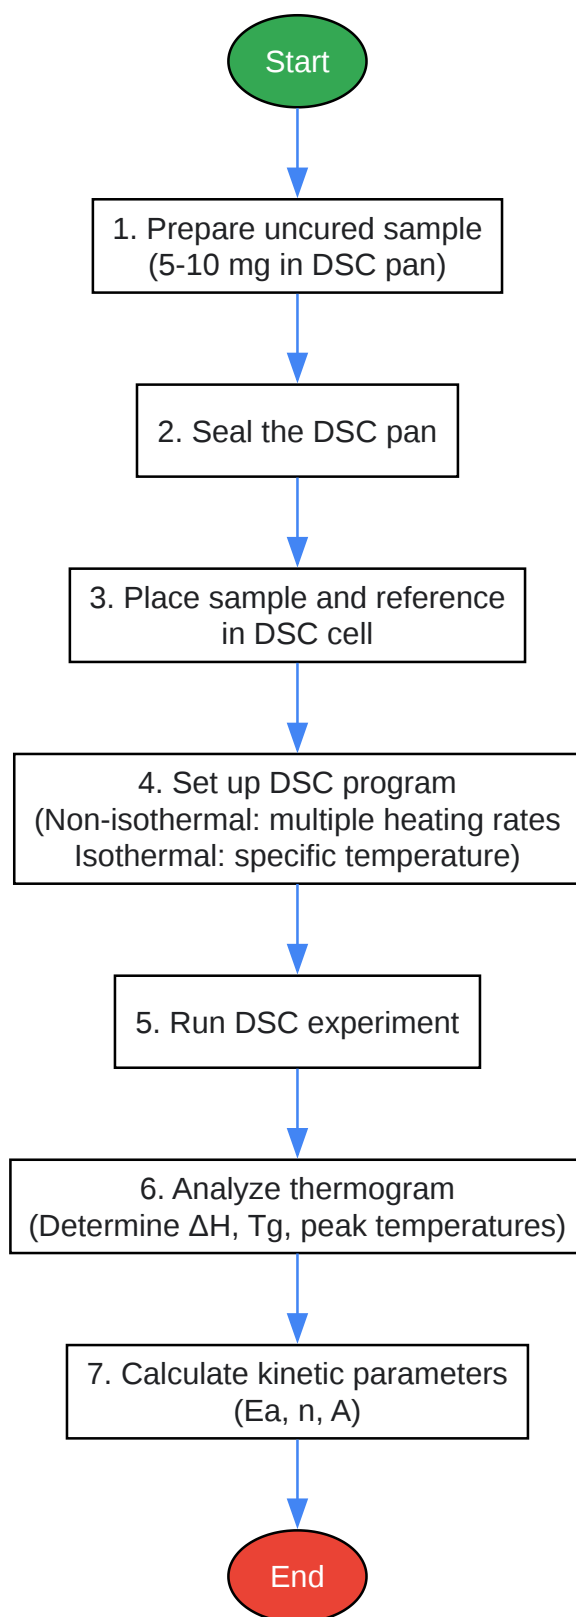 Start
1. Prepare uncured sample
(5-10 mg in DSC pan)
2. Seal the DSC pan
3. Place sample and reference
in DSC cell
4. Set up DSC program
(Non-isothermal: multiple heating rates
Isothermal: specific temperature)
5. Run DSC experiment
6. Analyze thermogram
(Determine ΔH, Tg, peak temperatures)
7. Calculate kinetic parameters
(Ea, n, A)
End